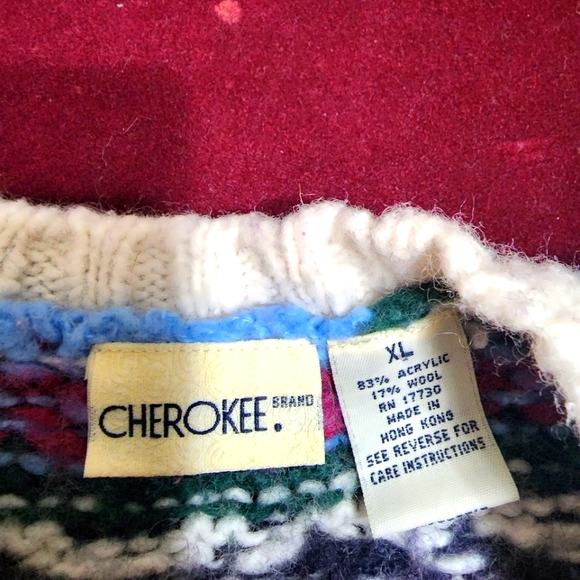 CHEROKEE. BRAND
XL
83% ACRYLIC
17% WOOL
RN 17730
MADE IN
HONG KONG
SEE REVERSE FOR
CARE INSTRUCTIONS